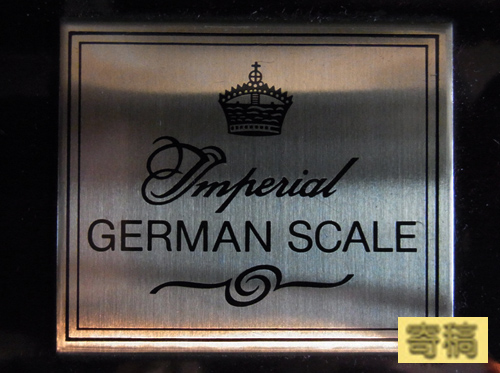 Imperial
GERMAN SCALE
寄稿